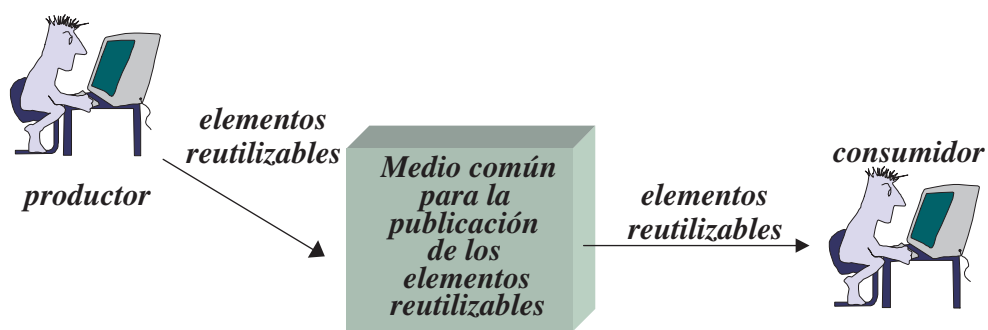 productor
elementos
reutilizables
Medio común
para la
publicación
de los
elementos
reutilizables
elementos
reutilizables
consumidor